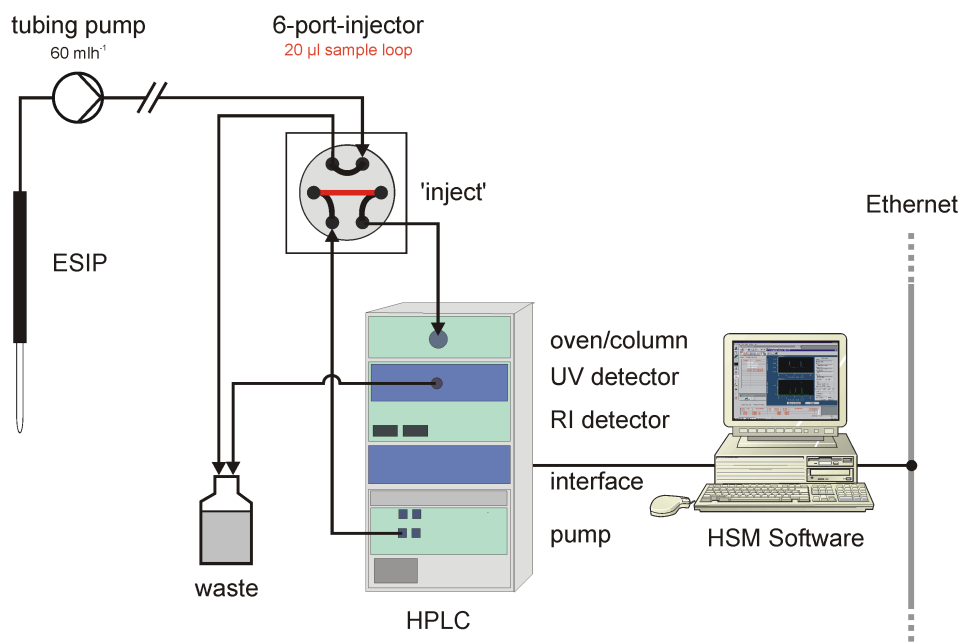 tubing pump
60 mlh-1
6-port-injector
20 µl sample loop
'inject'
Ethernet
ESIP
oven/column
UV detector
RI detector
interface
pump
HSM Software
waste
HPLC